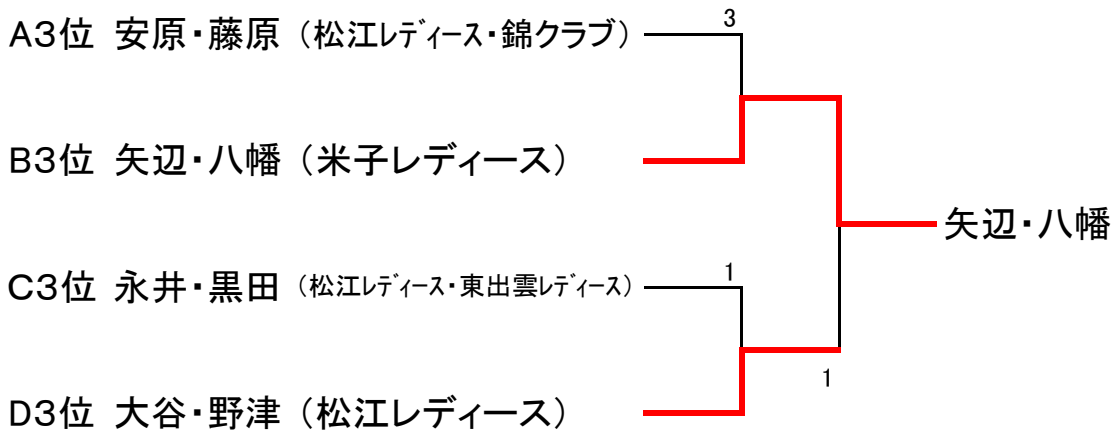 A3位 安原・藤原 (松江ﾚﾃﾞｨｰｽ・錦クラブ)
3
B3位 矢辺・八幡 (米子レディース)
矢辺・八幡
C3位 永井・黒田 (松江ﾚﾃﾞｨｰｽ・東出雲ﾚﾃﾞｨｰｽ)
1
1
D3位 大谷・野津 (松江レディース)